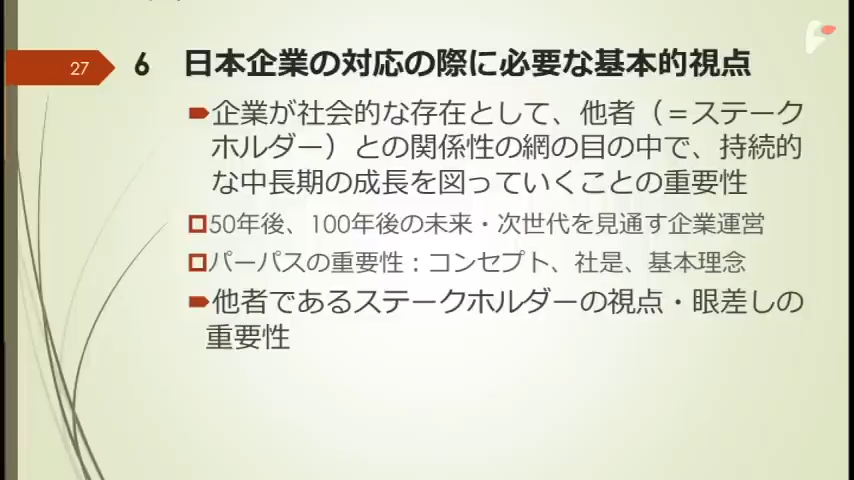 27
6 日本企業の対応の際に必要な基本的視点
企業が社会的な存在として、他者（＝ステーク
ホルダー）との関係性の網の目の中で、持続的
な中長期の成長を図っていくことの重要性
50年後、100年後の未来・次世代を見通す企業運営
パーパスの重要性：コンセプト、社是、基本理念
他者であるステークホルダーの視点・眼差しの
重要性